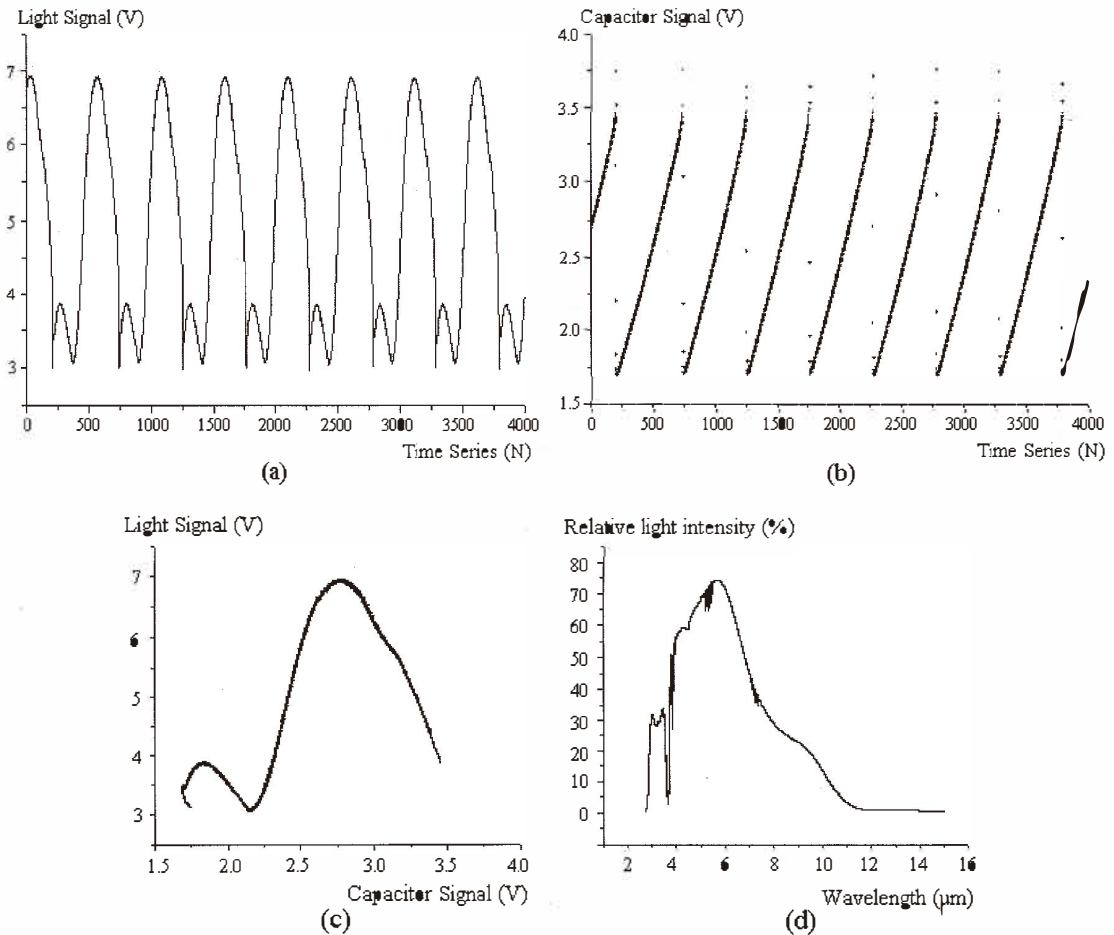 Light Signal (V)
7
6
5
4
3
0 500 1000 1500 2000 2500 3000 3500 4000
Time Series (N)
(a)
Capacitor Signal (V)
4.0
3.5
3.0
2.5
2.0
1.5
0 500 1000 1500 2000 2500 3000 3500 4000
Time Series (N)
(b)
Light Signal (V)
7
6
5
4
3
1.5 2.0 2.5 3.0 3.5 4.0
Capacitor Signal (V)
(c)
Relative light intensity (%)
80
70
60
50
40
30
20
10
0
2 4 6 8 10 12 14 16
Wavelength (µm)
(d)